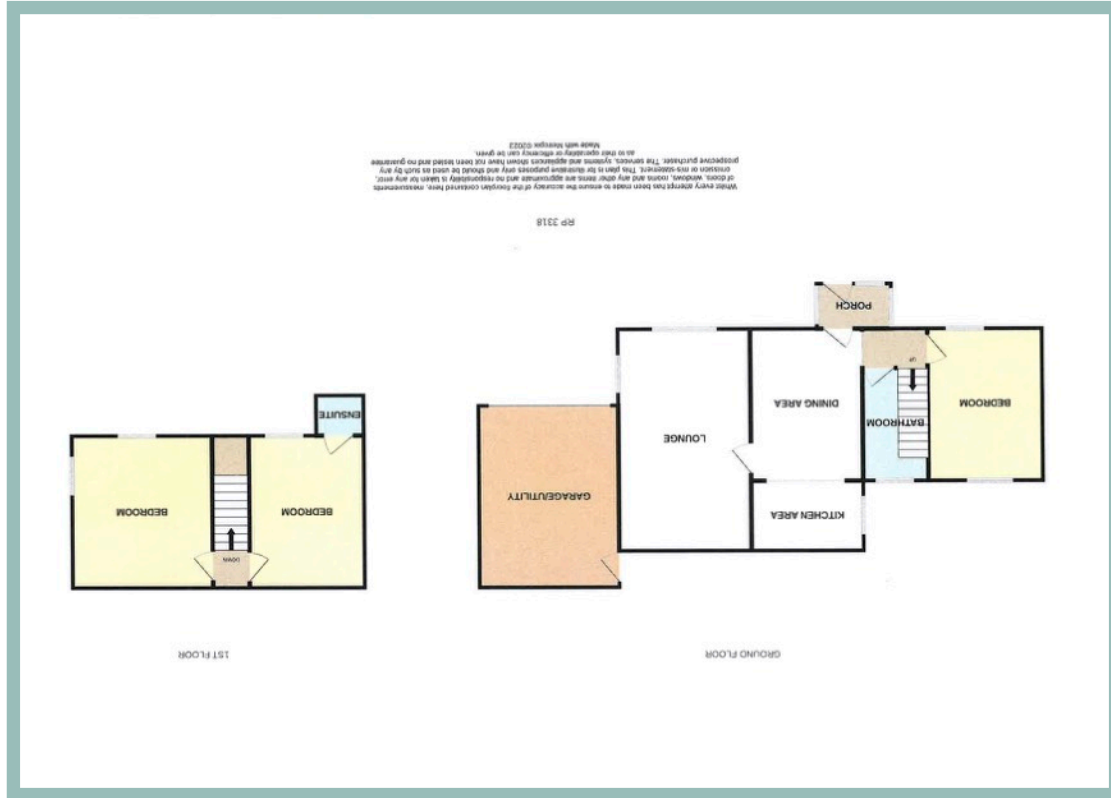 GROUND FLOOR
1ST FLOOR
DOWN
KITCHEN AREA
BEDROOM
BEDROOM
GARAGE/UTILITY
LOUNGE
BATHROOM
ENSUITE
BEDROOM
DINING AREA
UP
PORCH
RP 3318
Whilst every attempt has been made to ensure the accuracy of the floorplan contained here, measurements
of doors, windows, rooms and any other items are approximate and no responsibility is taken for any error,
omission or mis-statement. This plan is for illustrative purposes only and should be used as such by any
prospective purchaser. The services, systems and appliances shown have not been tested and no guarantee
as to their operability or efficiency can be given.
Made with Metropix ©2023